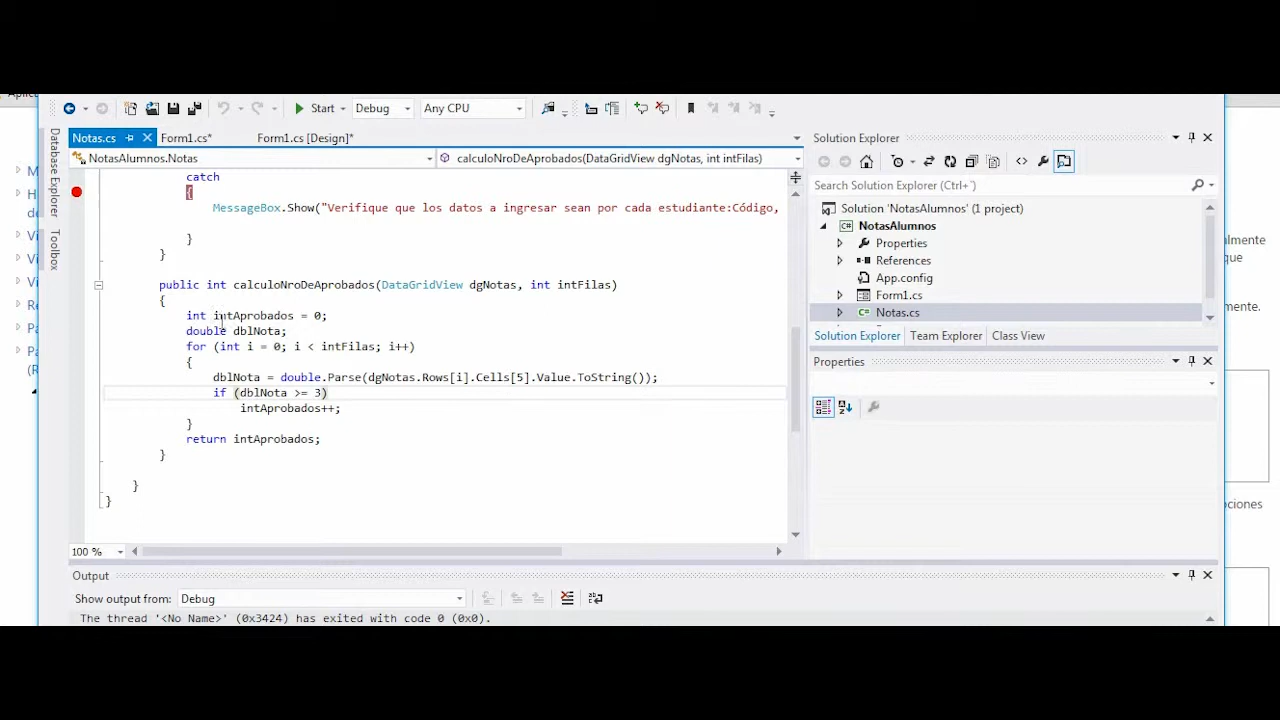 Aplic
Start Debug Any CPU
Database Explorer
Toolbox
Notas.cs Form1.cs* Form1.cs [Design]*
NotasAlumnos.Notas calculoNroDeAprobados(DataGridView dgNotas, int intFilas)
catch
{
MessageBox.Show("Verifique que los datos a ingresar sean por cada estudiante:Código,
}
}
public int calculoNroDeAprobados(DataGridView dgNotas, int intFilas)
{
int intAprobados = 0;
double dblNota;
for (int i = 0; i < intFilas; i++)
{
dblNota = double.Parse(dgNotas.Rows[i].Cells[5].Value.ToString());
if (dblNota >= 3)
intAprobados++;
}
return intAprobados;
}
}
}
100 %
Output
Show output from: Debug
The thread '<No Name>' (0x3424) has exited with code 0 (0x0).
Solution Explorer
Search Solution Explorer (Ctrl+´)
Solution 'NotasAlumnos' (1 project)
NotasAlumnos
Properties
References
App.config
Form1.cs
Notas.cs
Solution Explorer Team Explorer Class View
Properties
almente
que
ciones